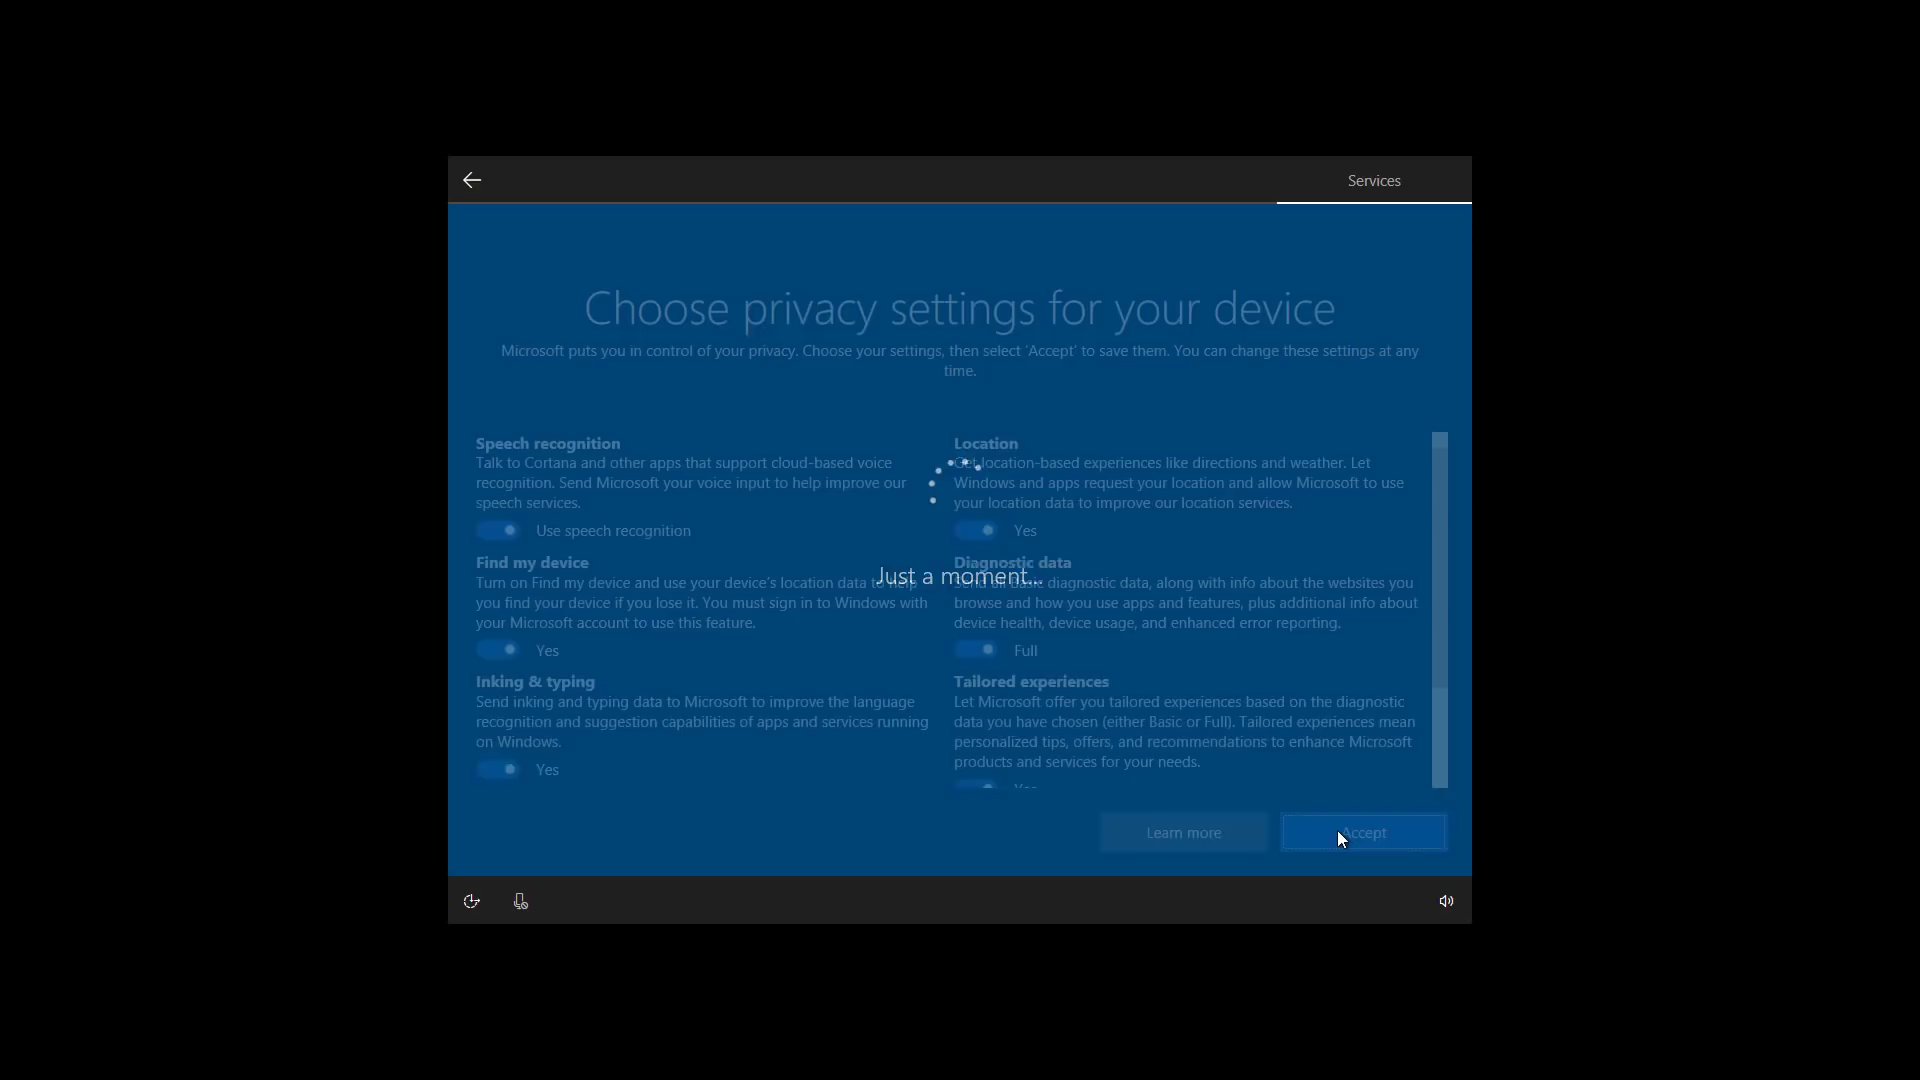 Services
Choose privacy settings for your device
Microsoft puts you in control of your privacy. Choose your settings, then select 'Accept' to save them. You can change these settings at any
time.
Speech recognition
Talk to Cortana and other apps that support cloud-based voice
recognition. Send Microsoft your voice input to help improve our
speech services.
Use speech recognition
Location
Get location-based experiences like directions and weather. Let
Windows and apps request your location and allow Microsoft to use
your location data to improve our location services.
Yes
Just a moment...
Find my device
Turn on Find my device and use your device's location data to help
you find your device if you lose it. You must sign in to Windows with
your Microsoft account to use this feature.
Yes
Diagnostic data
Send all Basic diagnostic data, along with info about the websites you
browse and how you use apps and features, plus additional info about
device health, device usage, and enhanced error reporting.
Full
Inking & typing
Send inking and typing data to Microsoft to improve the language
recognition and suggestion capabilities of apps and services running
on Windows.
Yes
Tailored experiences
Let Microsoft offer you tailored experiences based on the diagnostic
data you have chosen (either Basic or Full). Tailored experiences mean
personalized tips, offers, and recommendations to enhance Microsoft
products and services for your needs.
Yes
Learn more
Accept